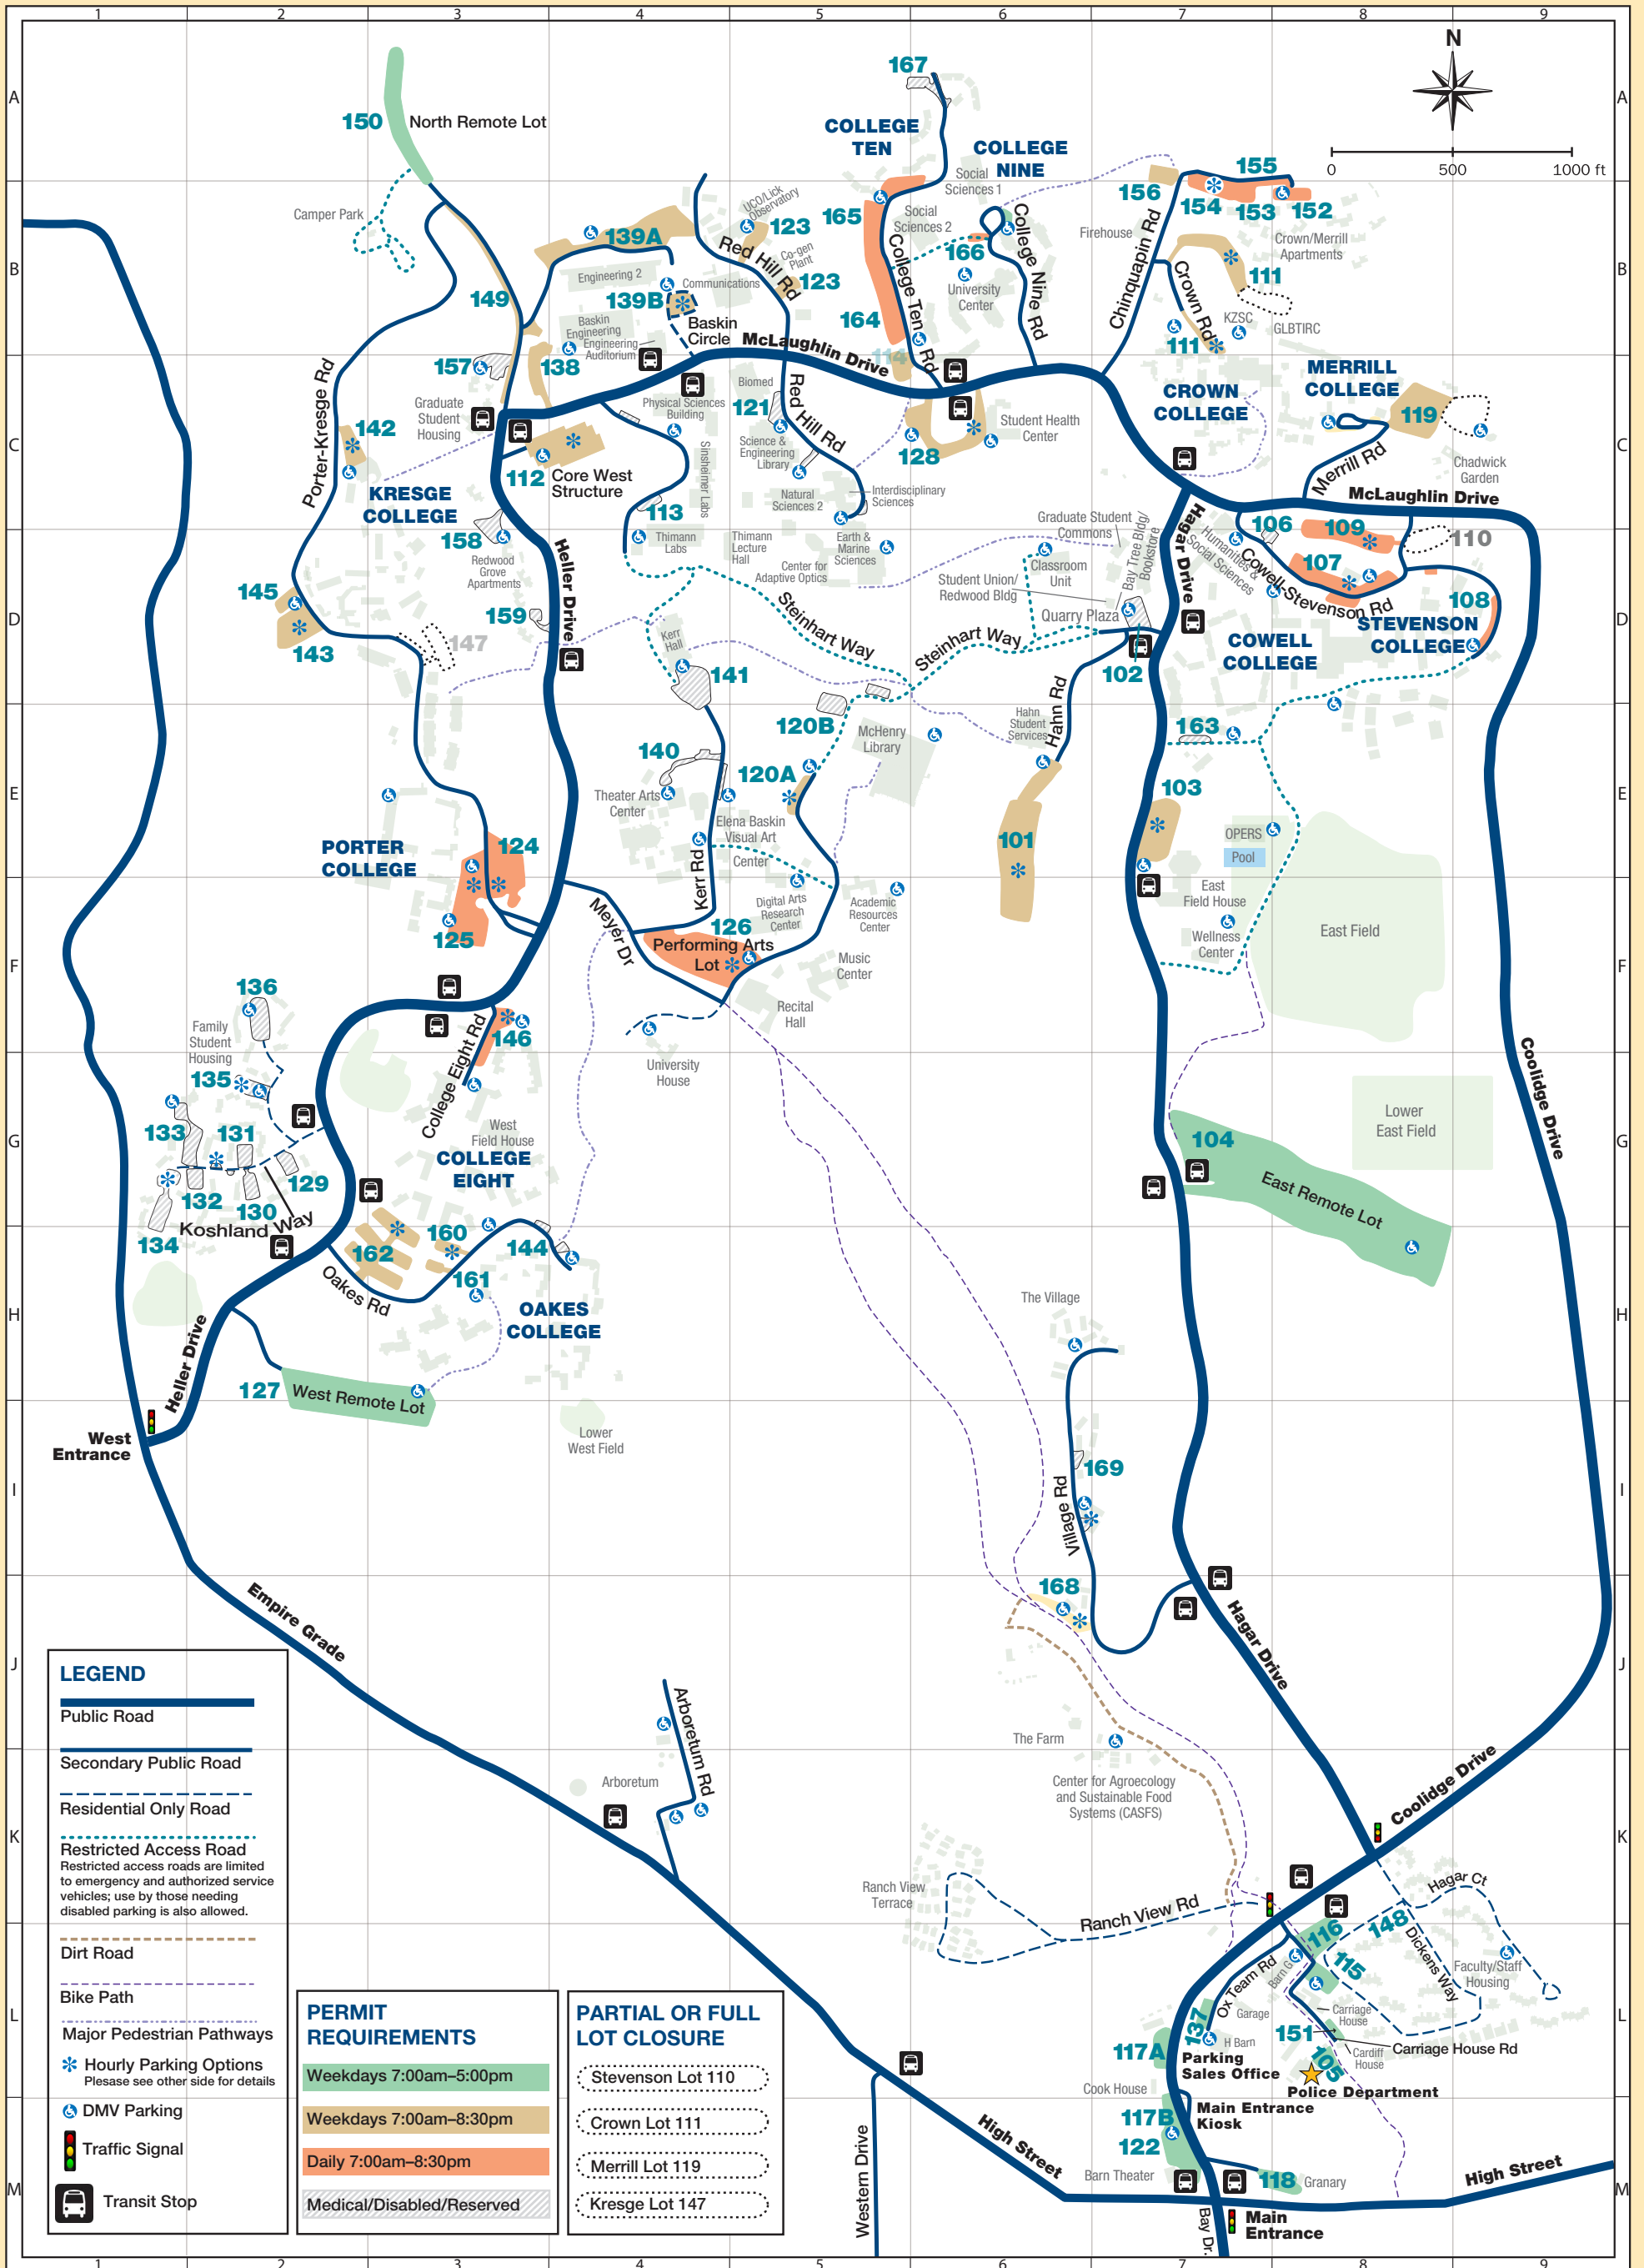 1 2 3 4 5 6 7 8 9
A
B
C
D
E
F
G
H
I
J
K
L
M
N
0 500 1000 ft
167
COLLEGE
TEN
COLLEGE
NINE
150
North Remote Lot
Camper Park
Social
Sciences 1
Social
Sciences 2
165
166
164
114
University
Center
College Ten Rd
College Nine Rd
155
156
154
153
152
Firehouse
Chinquapin Rd
Crown Rd
Crown/Merrill
Apartments
111
111
KZSC
GLBTIRC
UCO/Lick
Observatory
123
Co-gen
Plant
123
Red Hill Rd
139A
Engineering 2
Communications
139B
Baskin
Engineering
Engineering
Auditorium
Baskin
Circle
McLaughlin Drive
149
157
138
Graduate
Student
Housing
Porter-Kresge Rd
142
Biomed
Physical Sciences
Building
121
Red Hill Rd
Science &
Engineering
Library
Sinsheimer Labs
Natural
Sciences 2
Interdisciplinary
Sciences
128
Student Health
Center
CROWN
COLLEGE
MERRILL
COLLEGE
119
Merrill Rd
Chadwick
Garden
McLaughlin Drive
112
Core West
Structure
KRESGE
COLLEGE
113
158
Redwood
Grove
Apartments
Thimann
Labs
Thimann
Lecture
Hall
Center for
Adaptive Optics
Earth &
Marine
Sciences
Graduate Student
Commons
Classroom
Unit
Bay Tree Bldg/
Bookstore
Student Union/
Redwood Bldg
Quarry Plaza
Hagar Drive
Humanities &
Social Sciences
106
109
110
107
Cowell-Stevenson Rd
108
STEVENSON
COLLEGE
COWELL
COLLEGE
102
145
143
147
159
Heller Drive
Kerr
Hall
141
Steinhart Way
Steinhart Way
120B
McHenry
Library
Hahn
Student
Services
Hahn Rd
163
140
120A
Theater Arts
Center
Elena Baskin
Visual Art
Center
Kerr Rd
101
103
OPERS
Pool
PORTER
COLLEGE
124
125
Meyer Dr
126
Performing Arts
Lot
Digital Arts
Research
Center
Academic
Resources
Center
Music
Center
Recital
Hall
East
Field House
Wellness
Center
East Field
136
Family
Student
Housing
135
146
College Eight Rd
University
House
133
131
132
130
129
134
Koshland Way
West
Field House
COLLEGE
EIGHT
104
East Remote Lot
Lower
East Field
Coolidge Drive
162
160
161
144
Oakes Rd
OAKES
COLLEGE
Heller Drive
127
West Remote Lot
Lower
West Field
West
Entrance
The Village
169
Village Rd
168
Hagar Drive
Empire Grade
The Farm
Center for Agroecology
and Sustainable Food
Systems (CASFS)
Arboretum
Arboretum Rd
Ranch View
Terrace
Ranch View Rd
Coolidge Drive
Hagar Ct
148
Dickens Way
Faculty/Staff
Housing
116
115
Barn G
Ox Team Rd
Garage
Carriage
House
137
H Barn
151
Cardiff
House
Carriage House Rd
105
117A
Parking
Sales Office
Police Department
Cook House
117B
122
Main Entrance
Kiosk
Barn Theater
118
Granary
High Street
High Street
Western Drive
Bay Dr.
Main
Entrance
LEGEND
Public Road
Secondary Public Road
Residential Only Road
Restricted Access Road
Restricted access roads are limited
to emergency and authorized service
vehicles; use by those needing
disabled parking is also allowed.
Dirt Road
Bike Path
Major Pedestrian Pathways
Hourly Parking Options
Please see other side for details
DMV Parking
Traffic Signal
Transit Stop
PERMIT
REQUIREMENTS
Weekdays 7:00am–5:00pm
Weekdays 7:00am–8:30pm
Daily 7:00am–8:30pm
Medical/Disabled/Reserved
PARTIAL OR FULL
LOT CLOSURE
Stevenson Lot 110
Crown Lot 111
Merrill Lot 119
Kresge Lot 147
A
B
C
D
E
F
G
H
I
J
K
L
M
1 2 3 4 5 6 7 8 9